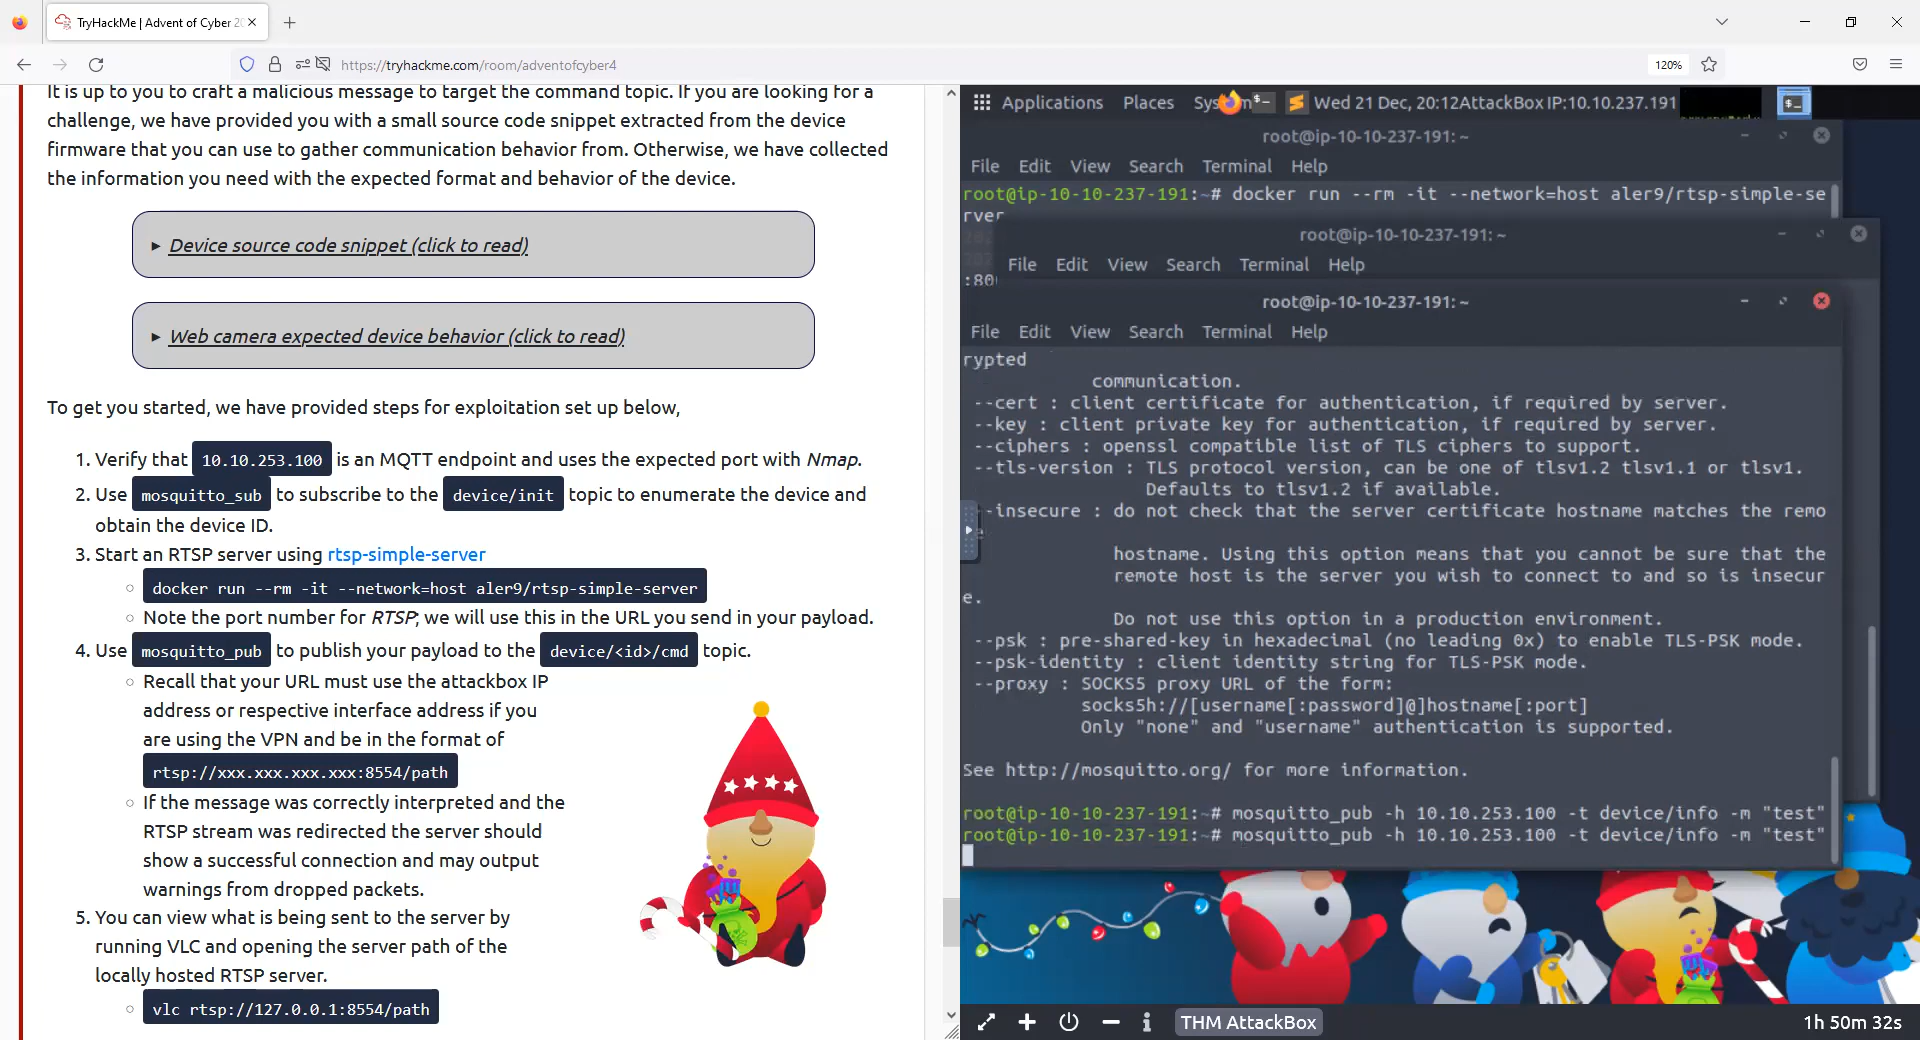 TryHackMe | Advent of Cyber 20
https://tryhackme.com/room/adventofcyber4
120%
It is up to you to craft a malicious message to target the command topic. If you are looking for a
challenge, we have provided you with a small source code snippet extracted from the device
firmware that you can use to gather communication behavior from. Otherwise, we have collected
the information you need with the expected format and behavior of the device.
Device source code snippet (click to read)
Web camera expected device behavior (click to read)
To get you started, we have provided steps for exploitation set up below,
1. Verify that 10.10.253.100 is an MQTT endpoint and uses the expected port with Nmap.
2. Use mosquitto_sub to subscribe to the device/init topic to enumerate the device and
obtain the device ID.
3. Start an RTSP server using rtsp-simple-server
docker run --rm -it --network=host aler9/rtsp-simple-server
Note the port number for RTSP; we will use this in the URL you send in your payload.
4. Use mosquitto_pub to publish your payload to the device/<id>/cmd topic.
Recall that your URL must use the attackbox IP
address or respective interface address if you
are using the VPN and be in the format of
rtsp://xxx.xxx.xxx.xxx:8554/path
If the message was correctly interpreted and the
RTSP stream was redirected the server should
show a successful connection and may output
warnings from dropped packets.
5. You can view what is being sent to the server by
running VLC and opening the server path of the
locally hosted RTSP server.
vlc rtsp://127.0.0.1:8554/path
Applications Places Sys m Wed 21 Dec, 20:12 AttackBox IP:10.10.237.191
root@ip-10-10-237-191: ~
File Edit View Search Terminal Help
root@ip-10-10-237-191:~# docker run --rm -it --network=host aler9/rtsp-simple-se
rver
root@ip-10-10-237-191: ~
File Edit View Search Terminal Help
:800
root@ip-10-10-237-191: ~
File Edit View Search Terminal Help
rypted
communication.
--cert : client certificate for authentication, if required by server.
--key : client private key for authentication, if required by server.
--ciphers : openssl compatible list of TLS ciphers to support.
--tls-version : TLS protocol version, can be one of tlsv1.2 tlsv1.1 or tlsv1.
Defaults to tlsv1.2 if available.
--insecure : do not check that the server certificate hostname matches the remo
e
hostname. Using this option means that you cannot be sure that the
remote host is the server you wish to connect to and so is insecur
e.
Do not use this option in a production environment.
--psk : pre-shared-key in hexadecimal (no leading 0x) to enable TLS-PSK mode.
--psk-identity : client identity string for TLS-PSK mode.
--proxy : SOCKS5 proxy URL of the form:
socks5h://[username[:password]@]hostname[:port]
Only "none" and "username" authentication is supported.
See http://mosquitto.org/ for more information.
root@ip-10-10-237-191:~# mosquitto_pub -h 10.10.253.100 -t device/info -m "test"
root@ip-10-10-237-191:~# mosquitto_pub -h 10.10.253.100 -t device/info -m "test"
THM AttackBox
1h 50m 32s